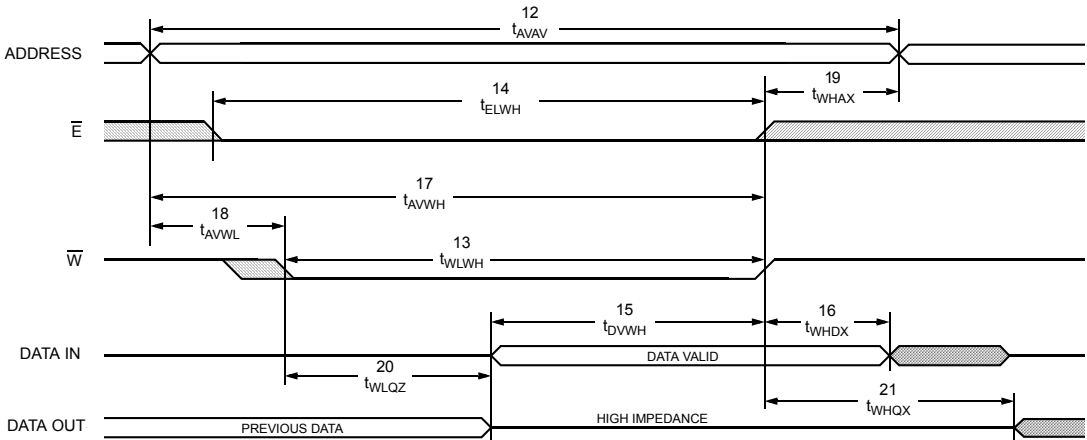 12
tAVAV
ADDRESS
14
tELWH
19
tWHAX
E
17
tAVWH
18
tAVWL
13
tWLWH
W
15
tDVWH
16
tWHDX
DATA IN
DATA VALID
20
tWLQZ
21
tWHQX
DATA OUT
PREVIOUS DATA
HIGH IMPEDANCE